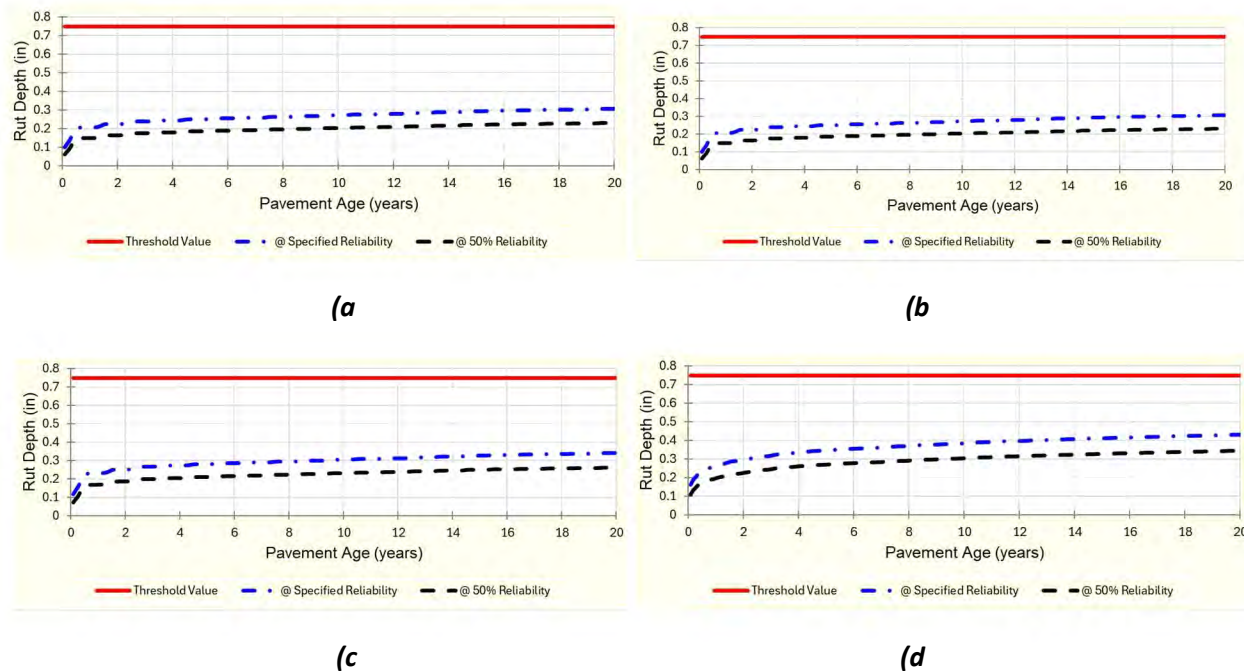 0.8
0.7
0.6
0.5
0.4
0.3
0.2
0.1
0
Rut Depth (in)
0 2 4 6 8 10 12 14 16 18 20
Pavement Age (years)
Threshold Value @ Specified Reliability @ 50% Reliability
(a
0.8
0.7
0.6
0.5
0.4
0.3
0.2
0.1
0
Rut Depth (in)
0 2 4 6 8 10 12 14 16 18 20
Pavement Age (years)
Threshold Value @ Specified Reliability @ 50% Reliability
(b
0.8
0.7
0.6
0.5
0.4
0.3
0.2
0.1
0
Rut Depth (in)
0 2 4 6 8 10 12 14 16 18 20
Pavement Age (years)
Threshold Value @ Specified Reliability @ 50% Reliability
(c
0.8
0.7
0.6
0.5
0.4
0.3
0.2
0.1
0
Rut Depth (in)
0 2 4 6 8 10 12 14 16 18 20
Pavement Age (years)
Threshold Value @ Specified Reliability @ 50% Reliability
(d